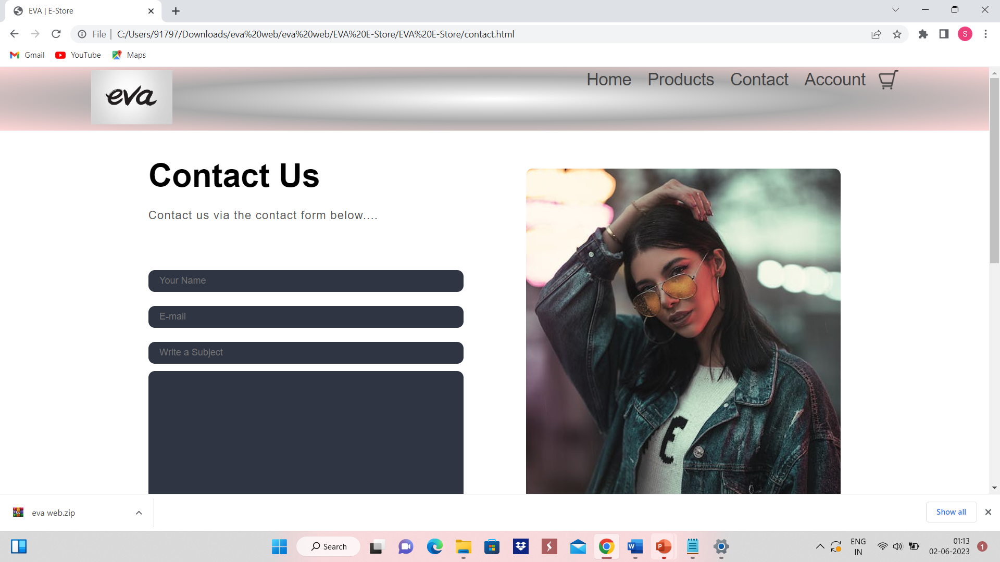 EVA | E-Store
File | C:/Users/91797/Downloads/eva%20web/eva%20web/EVA%20E-Store/EVA%20E-Store/contact.html
S
Gmail YouTube Maps
eva
Home Products Contact Account
Contact Us
Contact us via the contact form below....
Your Name
E-mail
Write a Subject
E
eva web.zip
Show all
Search
ENG
IN
01:13
02-06-2023
1